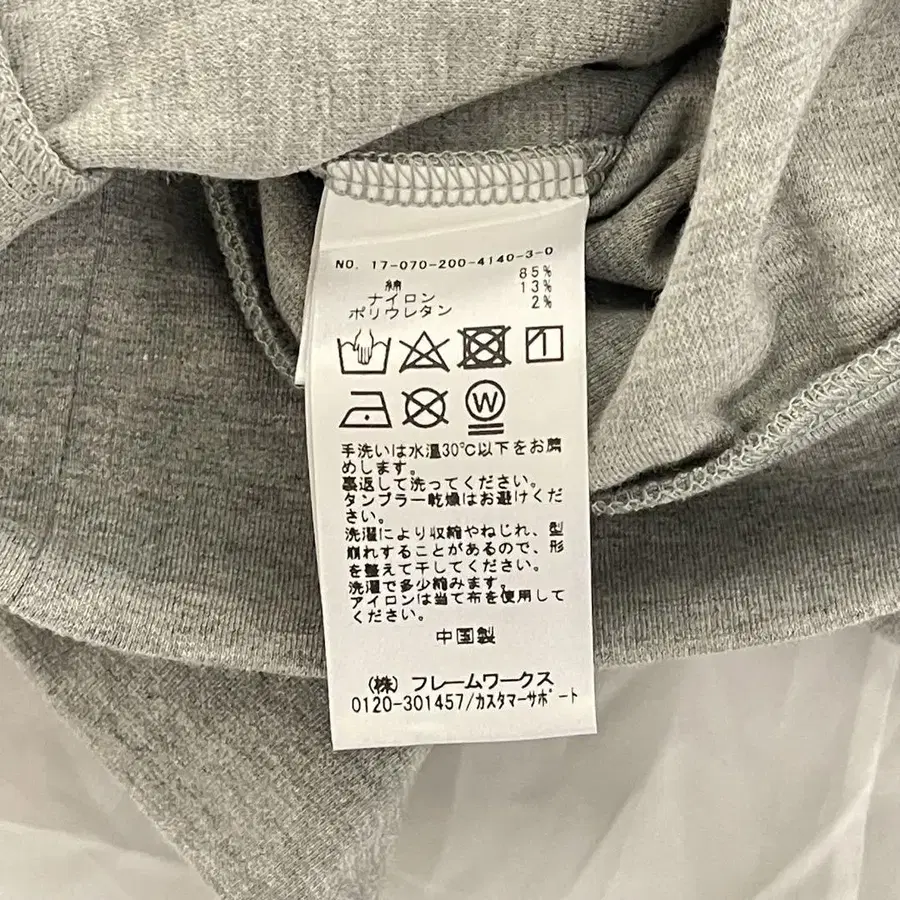 NO. 17-070-200-4140-3-0
綿 85%
ナイロン 13%
ポリウレタン 2%
W
手洗いは水温30℃以下をお薦
めします。
裏返して洗ってください。
タンブラー乾燥はお避けくだ
さい。
洗濯により収縮やねじれ、型
崩れすることがあるので、形
を整えて干してください。
洗濯で多少縮みます。
アイロンは当て布を使用して
ください。
中国製
(株) フレームワークス
0120-301457/カスタマーサポート